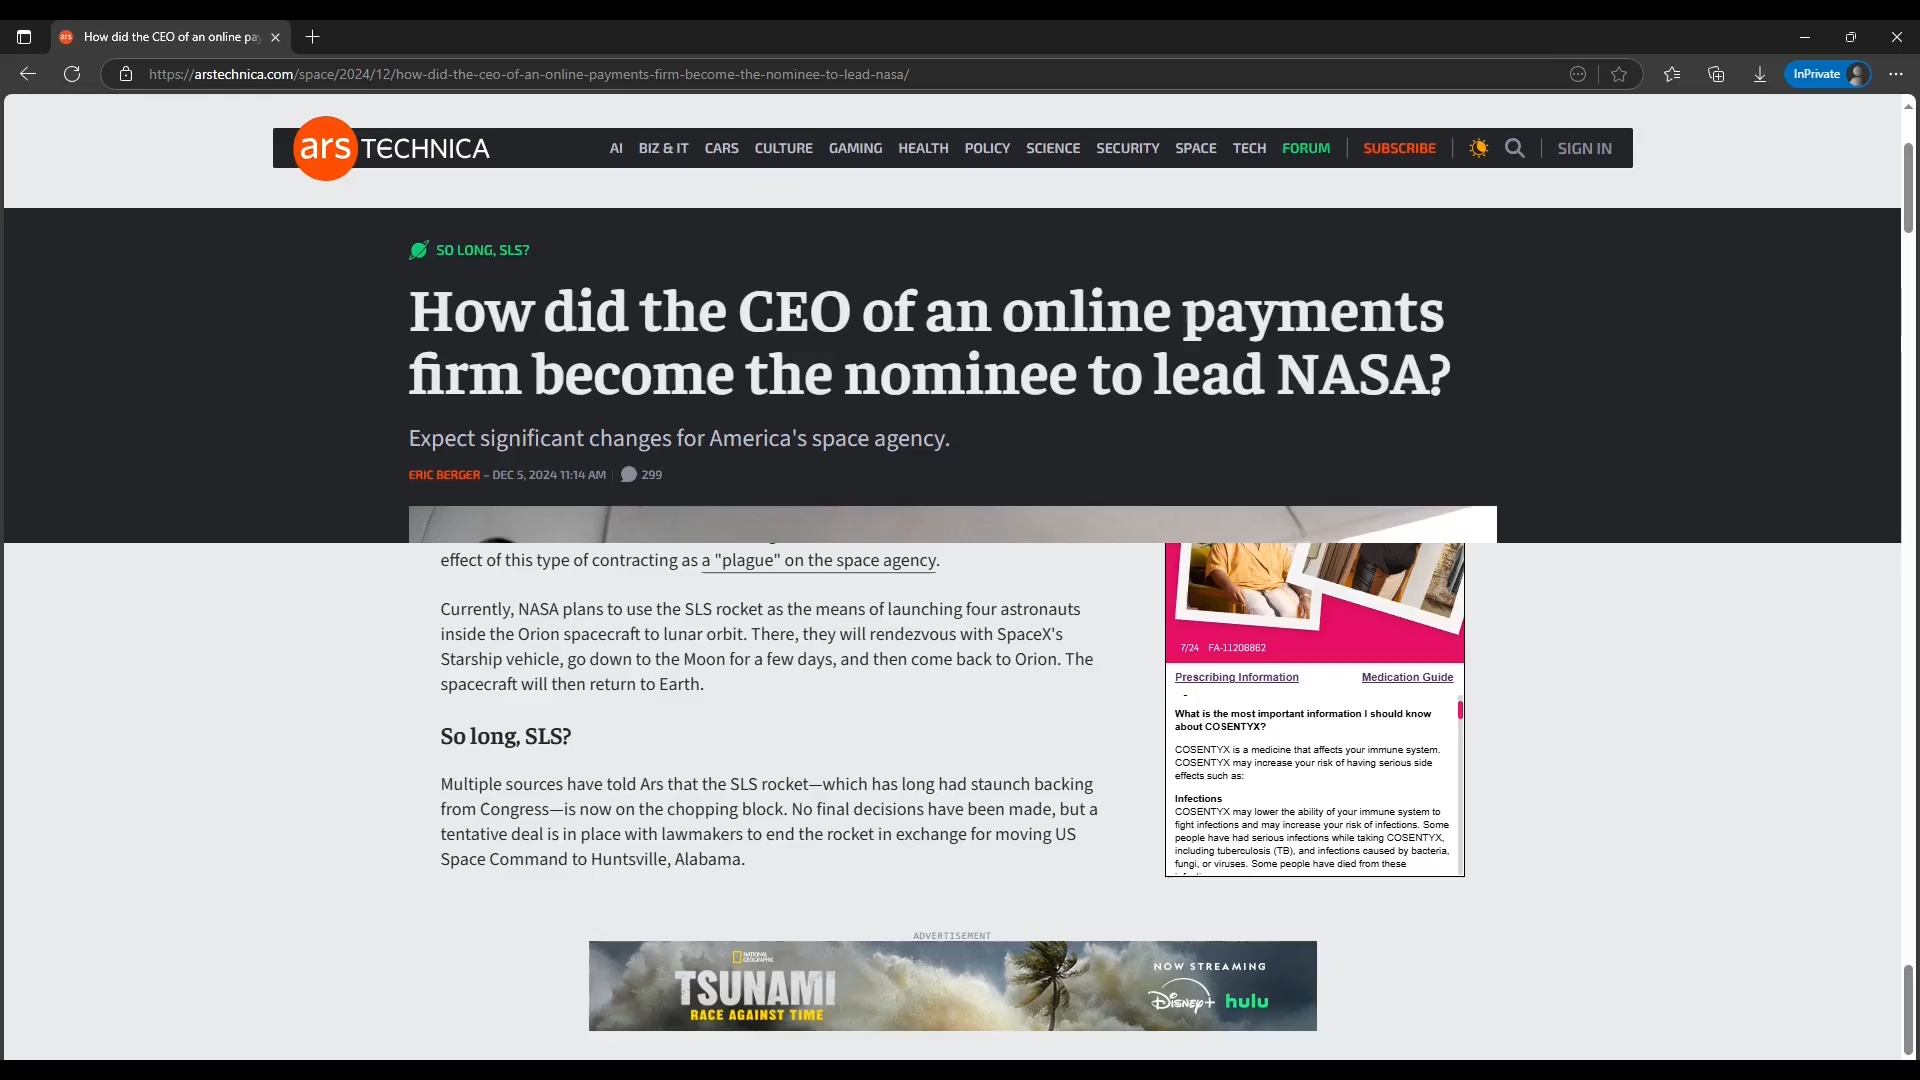 How did the CEO of an online pa
https://arstechnica.com/space/2024/12/how-did-the-ceo-of-an-online-payments-firm-become-the-nominee-to-lead-nasa/
InPrivate
ars TECHNICA
AI BIZ & IT CARS CULTURE GAMING HEALTH POLICY SCIENCE SECURITY SPACE TECH FORUM SUBSCRIBE SIGN IN
SO LONG, SLS?
How did the CEO of an online payments
firm become the nominee to lead NASA?
Expect significant changes for America's space agency.
ERIC BERGER – DEC 5, 2024 11:14 AM 299
effect of this type of contracting as a "plague" on the space agency.
Currently, NASA plans to use the SLS rocket as the means of launching four astronauts
inside the Orion spacecraft to lunar orbit. There, they will rendezvous with SpaceX's
Starship vehicle, go down to the Moon for a few days, and then come back to Orion. The
spacecraft will then return to Earth.
So long, SLS?
Multiple sources have told Ars that the SLS rocket—which has long had staunch backing
from Congress—is now on the chopping block. No final decisions have been made, but a
tentative deal is in place with lawmakers to end the rocket in exchange for moving US
Space Command to Huntsville, Alabama.
7/24 FA-11208862
Prescribing Information Medication Guide
What is the most important information I should know
about COSENTYX?
COSENTYX is a medicine that affects your immune system.
COSENTYX may increase your risk of having serious side
effects such as:
Infections
COSENTYX may lower the ability of your immune system to
fight infections and may increase your risk of infections. Some
people have had serious infections while taking COSENTYX,
including tuberculosis (TB), and infections caused by bacteria,
fungi, or viruses. Some people have died from these
ADVERTISEMENT
NATIONAL
GEOGRAPHIC
TSUNAMI
RACE AGAINST TIME
NOW STREAMING
Disney+ hulu